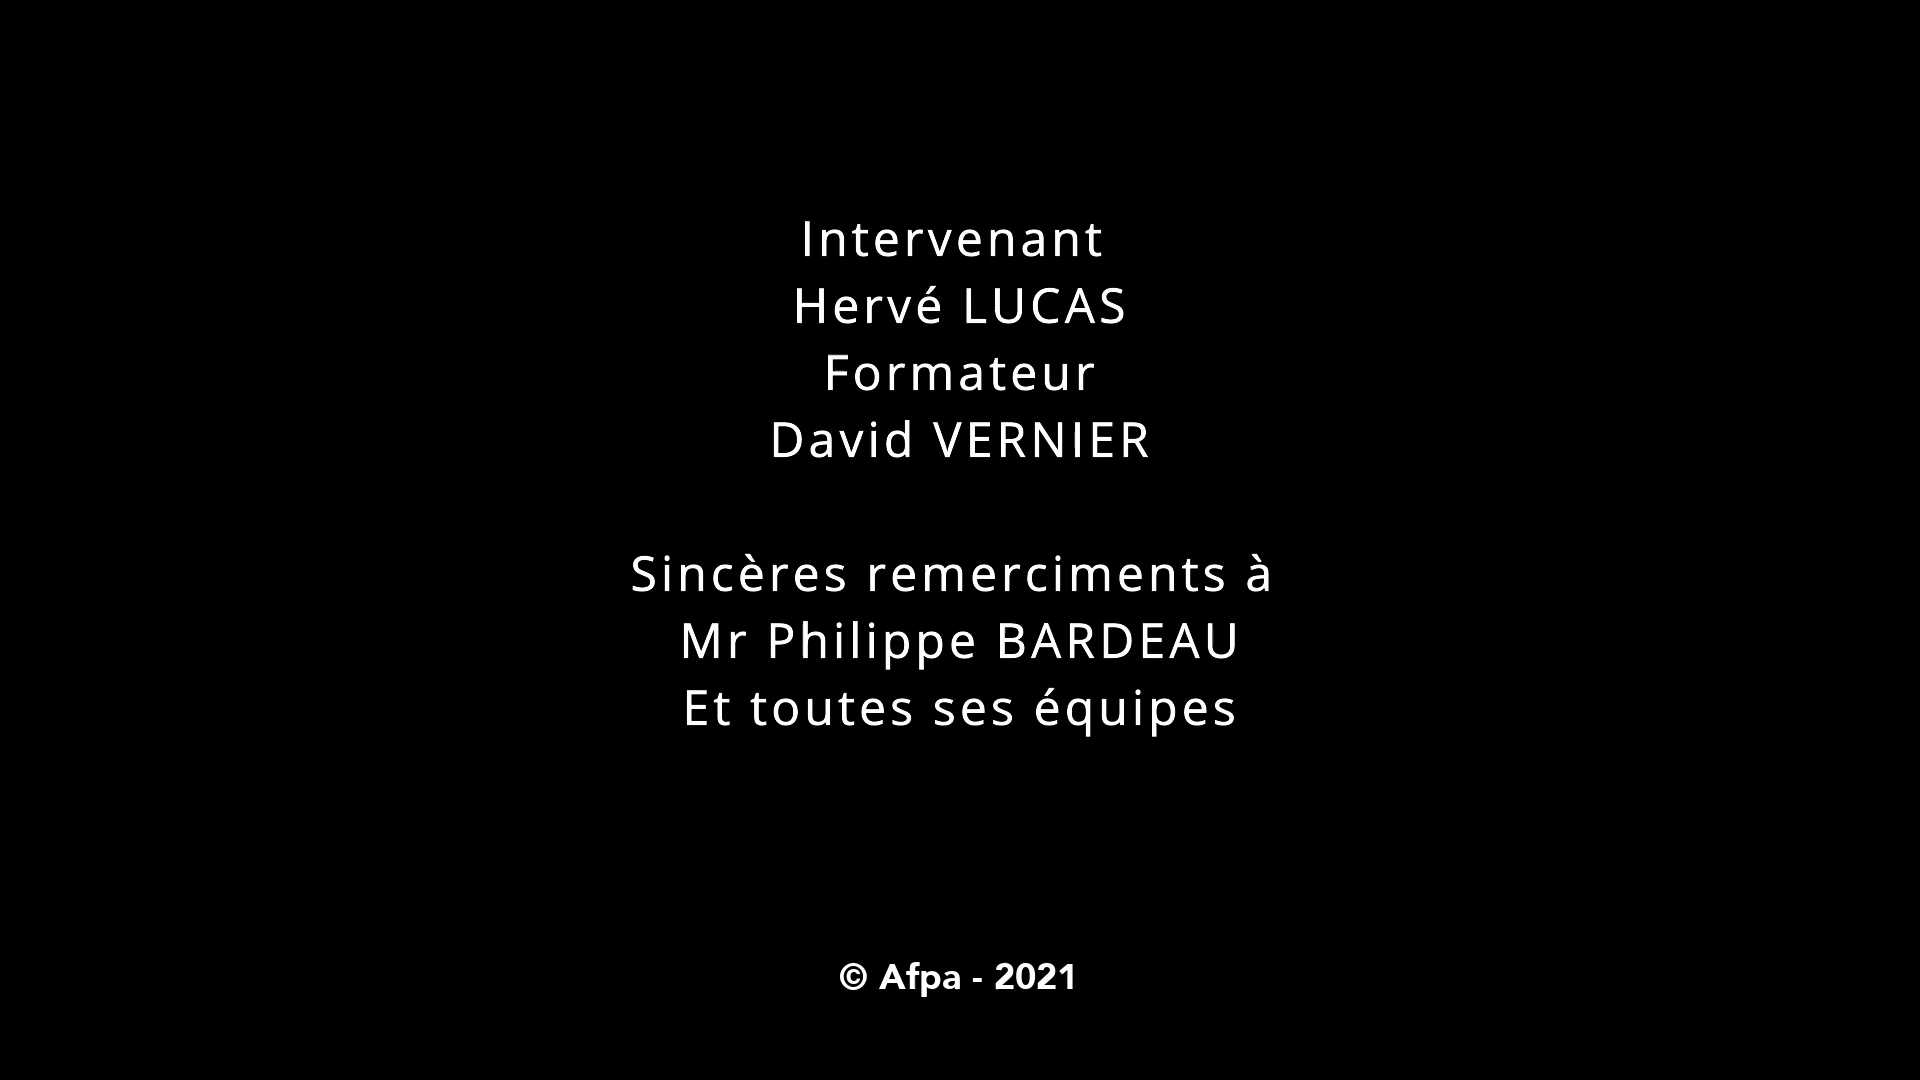 Intervenant
Hervé LUCAS
Formateur
David VERNIER
Sincères remerciments à
Mr Philippe BARDEAU
Et toutes ses équipes
© Afpa - 2021